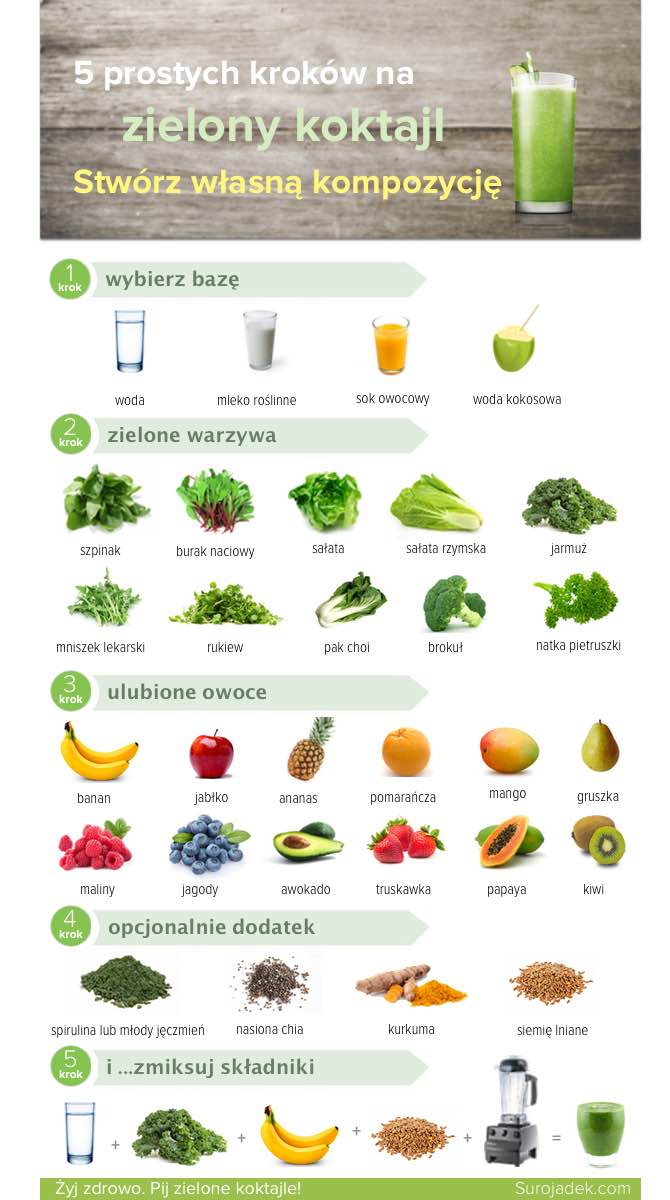 5 prostych kroków na
zielony koktajl
Stwórz własną kompozycję
1
krok
wybierz bazę
woda
mleko roślinne
sok owocowy
woda kokosowa
2
krok
zielone warzywa
szpinak
burak naciowy
sałata
sałata rzymska
jarmuż
mniszek lekarski
rukiew
pak choi
brokuł
natka pietruszki
3
krok
ulubione owoce
banan
jabłko
ananas
pomarańcza
mango
gruszka
maliny
jagody
awokado
truskawka
papaya
kiwi
4
krok
opcjonalnie dodatek
spirulina lub młody jęczmień
nasiona chia
kurkuma
siemię lniane
5
krok
i ...zmiksuj składniki
+ + + + =
Żyj zdrowo. Pij zielone koktajle!
Surojadek.com